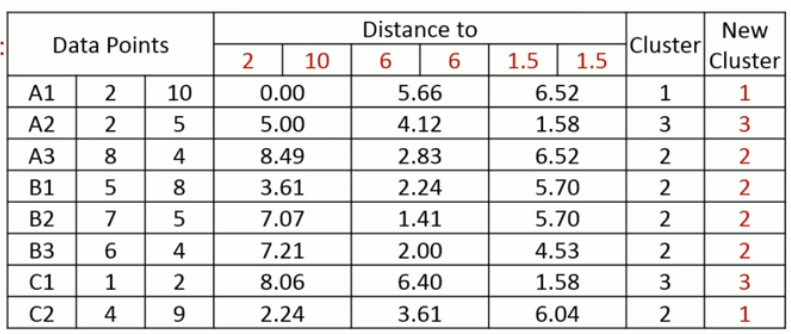 :
Data Points Distance to Cluster New Cluster
2 10 6 6 1.5 1.5
A1 2 10 0.00 5.66 6.52 1 1
A2 2 5 5.00 4.12 1.58 3 3
A3 8 4 8.49 2.83 6.52 2 2
B1 5 8 3.61 2.24 5.70 2 2
B2 7 5 7.07 1.41 5.70 2 2
B3 6 4 7.21 2.00 4.53 2 2
C1 1 2 8.06 6.40 1.58 3 3
C2 4 9 2.24 3.61 6.04 2 1